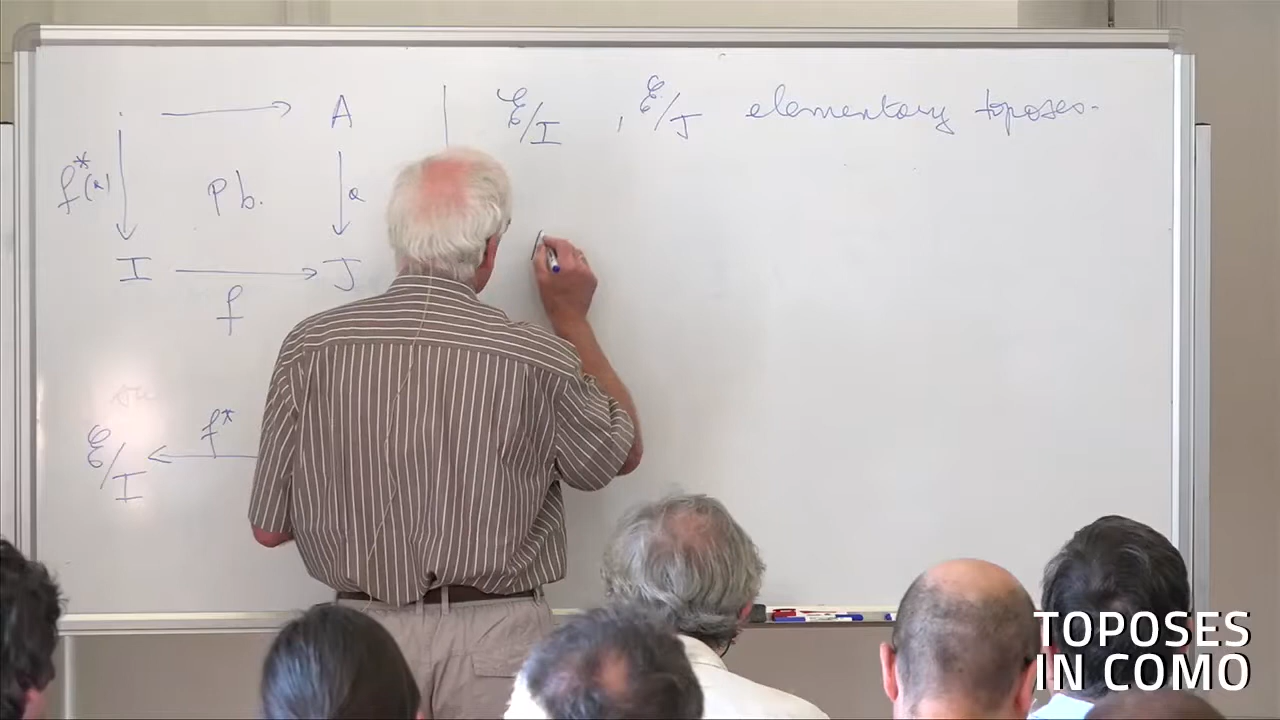 A | ℰ/I , ℰ/J elementary toposes.
f*(a) Pb. a
I J
f
f*
ℰ/I
TOPOSES
IN COMO